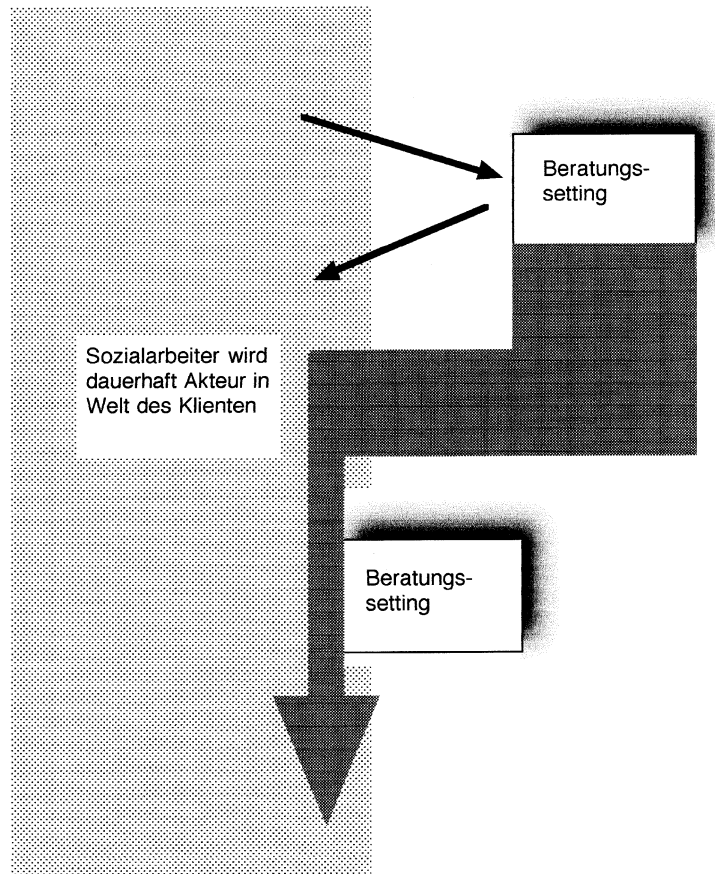 Beratungs-
setting
Sozialarbeiter wird
dauerhaft Akteur in
Welt des Klienten
Beratungs-
setting